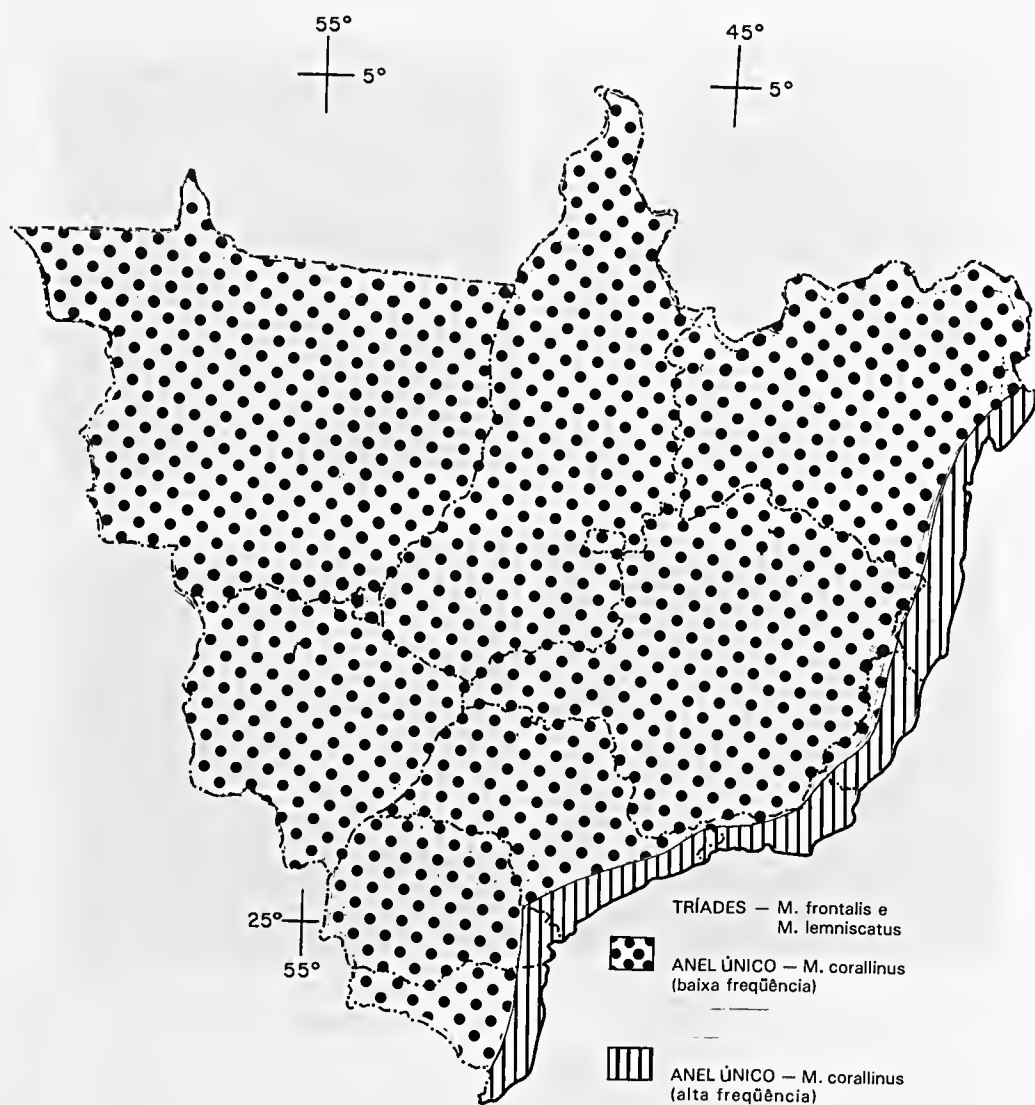 55°
5°
45°
5°
25°
55°
TRÍADES — M. frontalis e
M. lemniscatus
ANEL ÚNICO — M. corallinus
(baixa freqüência)
ANEL ÚNICO — M. corallinus
(alta freqüência)